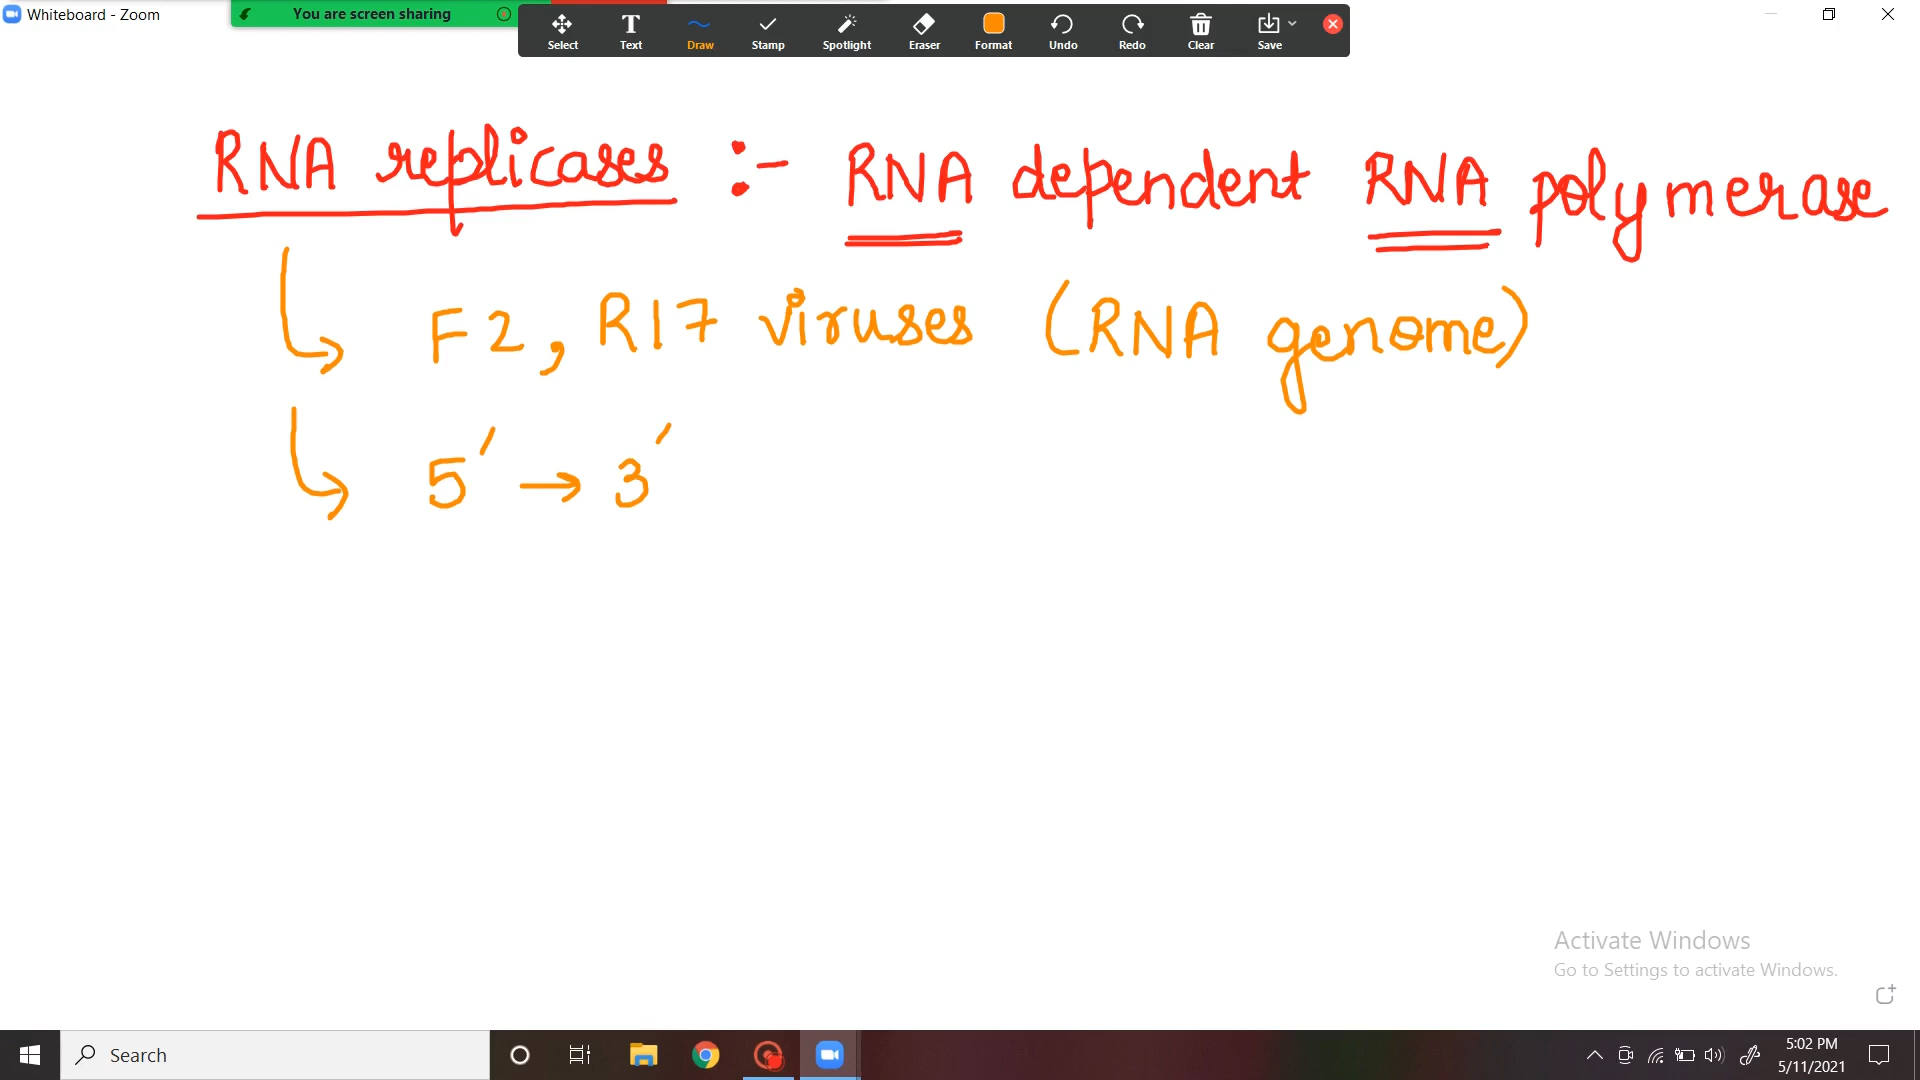 Whiteboard - Zoom
You are screen sharing
Select Text Draw Stamp Spotlight Eraser Format Undo Redo Clear Save
RNA replicases :- RNA dependent RNA polymerase
F2, R17 viruses (RNA genome)
5' → 3'
Activate Windows
Go to Settings to activate Windows.
Search
5:02 PM
5/11/2021